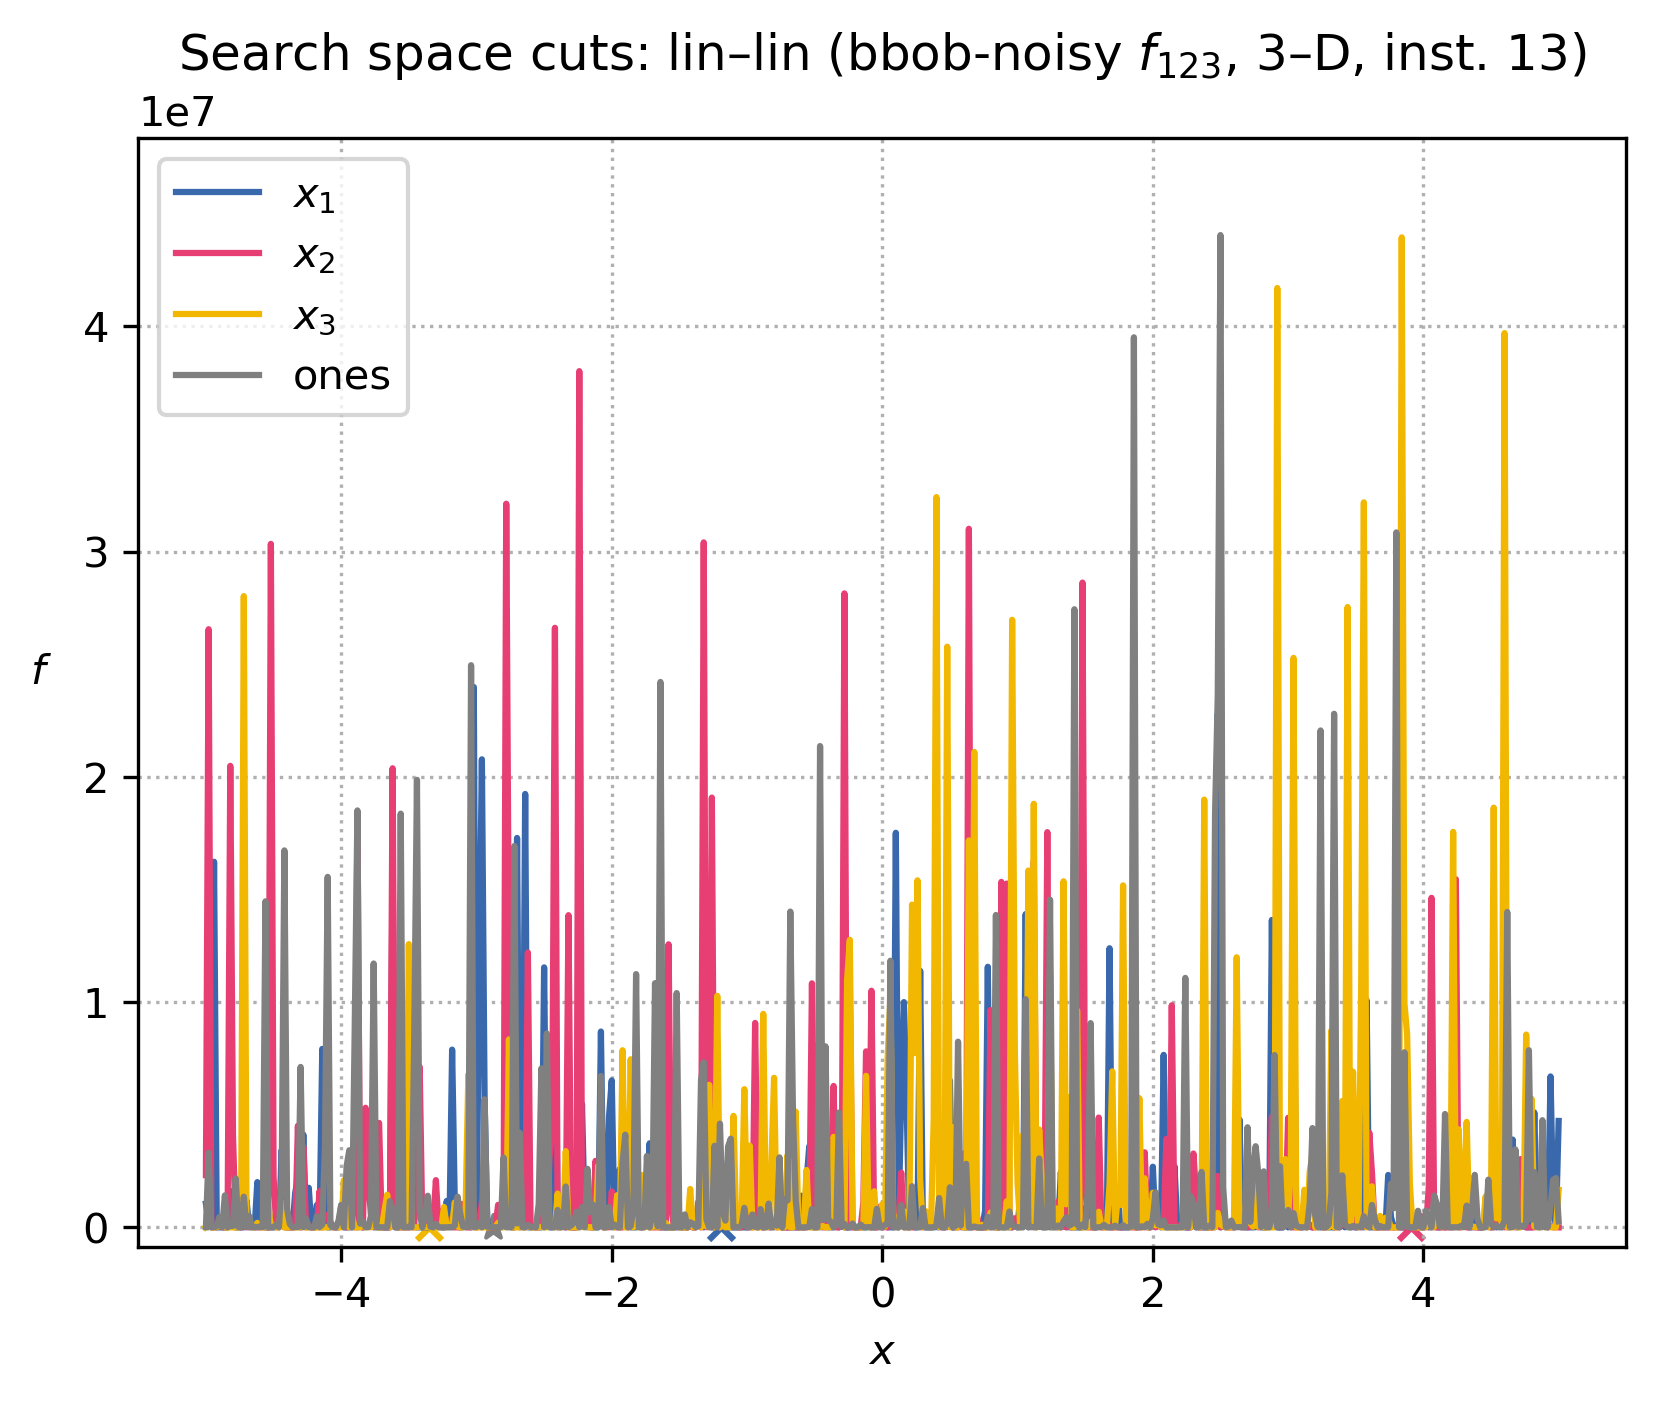 Search space cuts: lin–lin (bbob-noisy f₁₂₃, 3–D, inst. 13)
1e7
x₁
x₂
x₃
ones
4
3
2
1
0
f
−4 −2 0 2 4
x